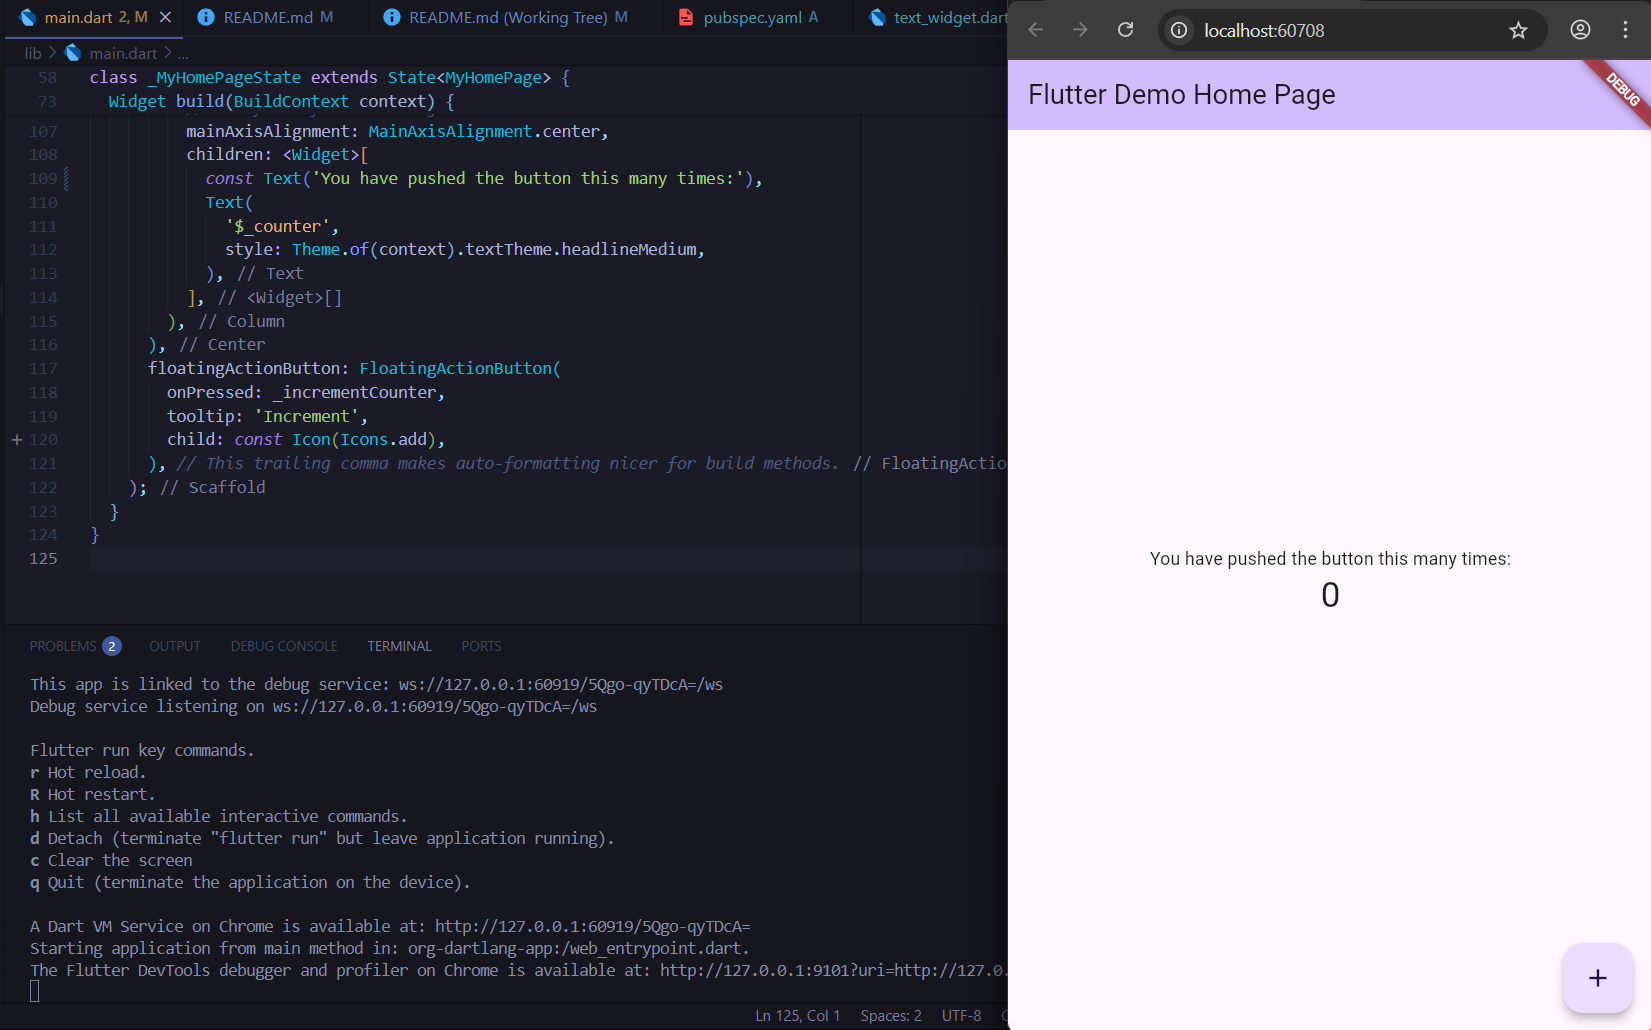 main.dart 2, M
README.md M
README.md (Working Tree) M
pubspec.yaml A
text_widget.dart
lib > main.dart > ...
58 class _MyHomePageState extends State<MyHomePage> {
73 Widget build(BuildContext context) {
107 mainAxisAlignment: MainAxisAlignment.center,
108 children: <Widget>[
109 const Text('You have pushed the button this many times:'),
110 Text(
111 '$_counter',
112 style: Theme.of(context).textTheme.headlineMedium,
113 ), // Text
114 ], // <Widget>[]
115 ), // Column
116 ), // Center
117 floatingActionButton: FloatingActionButton(
118 onPressed: _incrementCounter,
119 tooltip: 'Increment',
120 child: const Icon(Icons.add),
121 ), // This trailing comma makes auto-formatting nicer for build methods. // FloatingActio
122 ); // Scaffold
123 }
124 }
125
PROBLEMS 2
OUTPUT
DEBUG CONSOLE
TERMINAL
PORTS
This app is linked to the debug service: ws://127.0.0.1:60919/5Qgo-qyTDcA=/ws
Debug service listening on ws://127.0.0.1:60919/5Qgo-qyTDcA=/ws
Flutter run key commands.
r Hot reload.
R Hot restart.
h List all available interactive commands.
d Detach (terminate "flutter run" but leave application running).
c Clear the screen
q Quit (terminate the application on the device).
A Dart VM Service on Chrome is available at: http://127.0.0.1:60919/5Qgo-qyTDcA=
Starting application from main method in: org-dartlang-app:/web_entrypoint.dart.
The Flutter DevTools debugger and profiler on Chrome is available at: http://127.0.0.1:9101?uri=http://127.0.
Ln 125, Col 1
Spaces: 2
UTF-8
localhost:60708
Flutter Demo Home Page
DEBUG
You have pushed the button this many times:
0
+